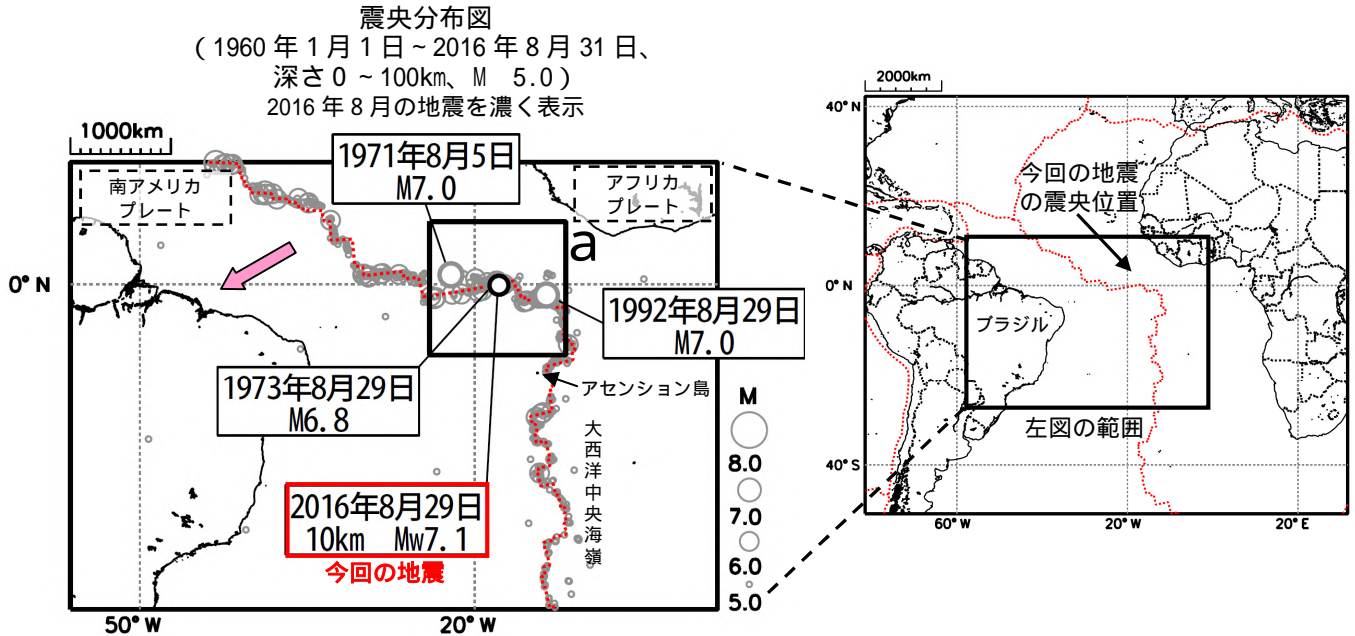 震央分布図
(1960年1月1日~2016年8月31日、
深さ0~100km、M 5.0)
2016年8月の地震を濃く表示
1000km
南アメリカ
プレート
1971年8月5日
M7.0
アフリカ
プレート
a
0°N
1992年8月29日
M7.0
1973年8月29日
M6.8
アセンション島
大西洋中央海嶺
2016年8月29日
10km Mw7.1
今回の地震
M
8.0
7.0
6.0
5.0
50°W
20°W
2000km
40°N
今回の地震
の震央位置
0°N
ブラジル
左図の範囲
40°S
60°W
20°W
20°E